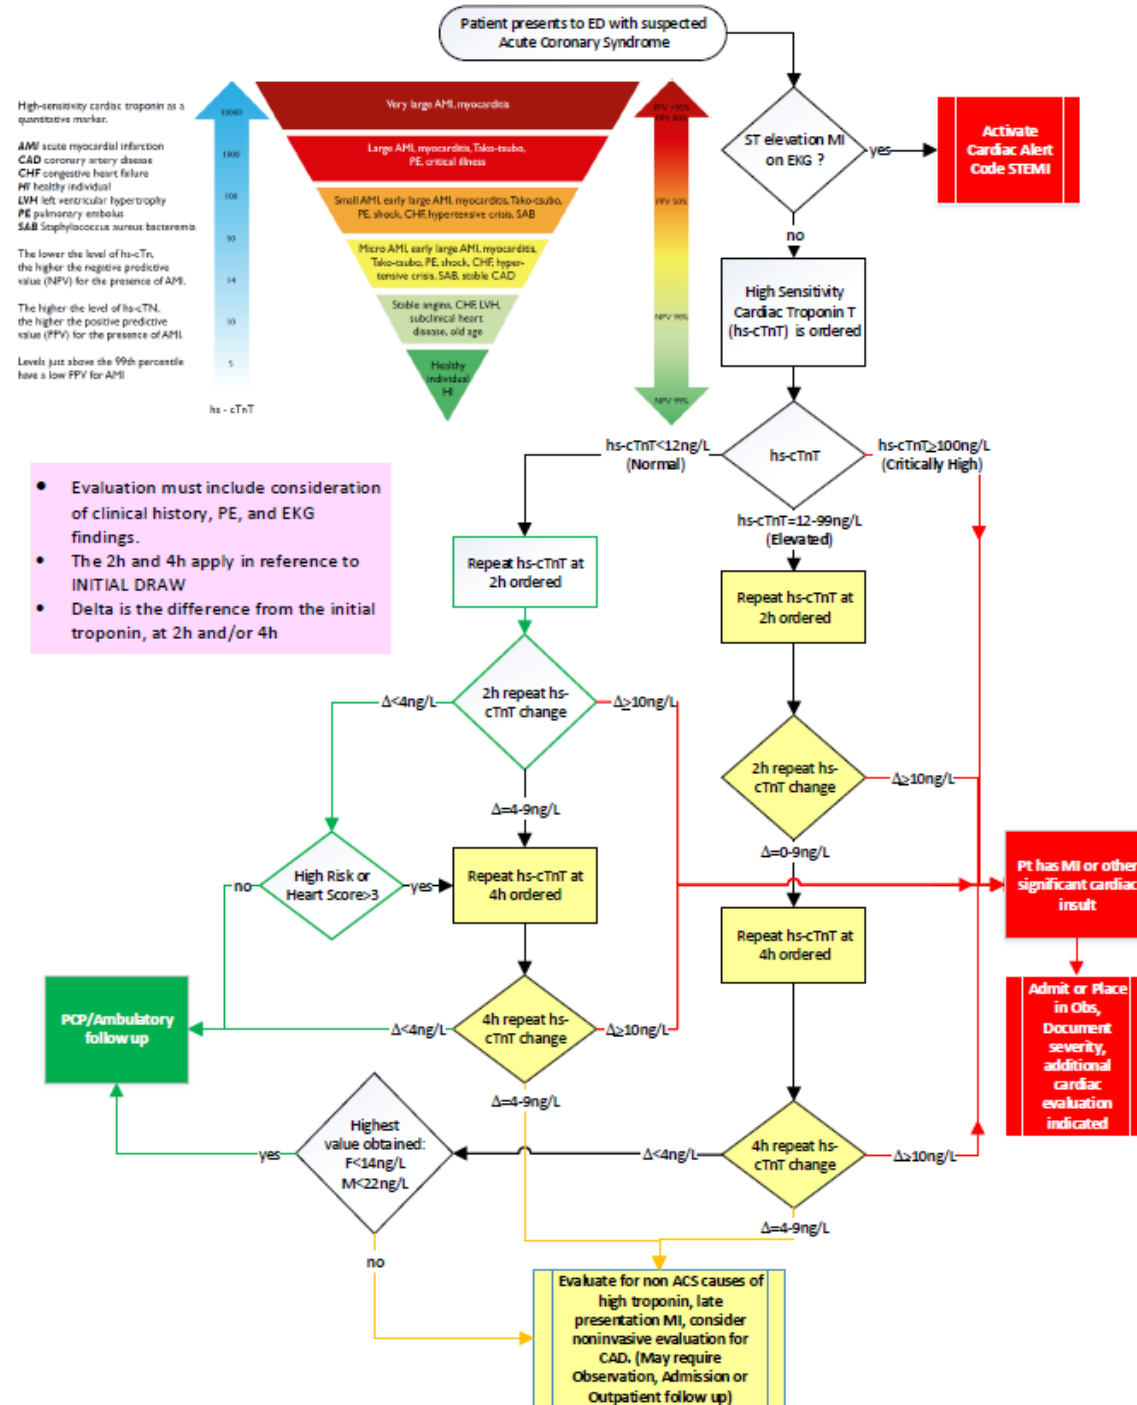 Patient presents to ED with suspected
Acute Coronary Syndrome
High-sensitivity cardiac troponin as a
quantitative marker.
AMI acute myocardial infarction
CAD coronary artery disease
CHF congestive heart failure
HI healthy individual
LVH left ventricular hypertrophy
PE pulmonary embolus
SAB Staphylococcus aureus bacteremia
The lower the level of hs-cTn,
the higher the negative predictive
value (NPV) for the presence of AMI.
The higher the level of hs-cTN,
the higher the positive predictive
value (PPV) for the presence of AMI.
Levels just above the 99th percentile
have a low PPV for AMI
10000
1000
100
50
14
10
5
hs - cTnT
Very large AMI, myocarditis
Large AMI, myocarditis, Tako-tsubo,
PE, critical illness
Small AMI, early large AMI, myocarditis, Tako-tsubo,
PE, shock, CHF, hypertensive crisis, SAB
Micro AMI, early large AMI, myocarditis,
Tako-tsubo, PE, shock, CHF, hyper-
tensive crisis, SAB, stable CAD
Stable angina, CHF, LVH,
subclinical heart
disease, old age
Healthy
individual
HI
PPV >95%
PPV 80%
PPV 50%
NPV 98%
NPV 99%
ST elevation MI
on EKG ?
yes
Activate
Cardiac Alert
Code STEMI
no
High Sensitivity
Cardiac Troponin T
(hs-cTnT) is ordered
hs-cTnT<12ng/L
(Normal)
hs-cTnT
hs-cTnT≥100ng/L
(Critically High)
hs-cTnT=12-99ng/L
(Elevated)
• Evaluation must include consideration
of clinical history, PE, and EKG
findings.
• The 2h and 4h apply in reference to
INITIAL DRAW
• Delta is the difference from the initial
troponin, at 2h and/or 4h
Repeat hs-cTnT at
2h ordered
Repeat hs-cTnT at
2h ordered
Δ<4ng/L
2h repeat hs-
cTnT change
Δ≥10ng/L
2h repeat hs-
cTnT change
Δ≥10ng/L
Δ=4-9ng/L
Δ=0-9ng/L
no
High Risk or
Heart Score>3
yes
Repeat hs-cTnT at
4h ordered
Pt has MI or other
significant cardiac
insult
Repeat hs-cTnT at
4h ordered
PCP/Ambulatory
follow up
Δ<4ng/L
4h repeat hs-
cTnT change
Δ≥10ng/L
Admit or Place
in Obs,
Document
severity,
additional
cardiac
evaluation
indicated
Δ=4-9ng/L
yes
Highest
value obtained:
F<14ng/L
M<22ng/L
Δ<4ng/L
4h repeat hs-
cTnT change
Δ≥10ng/L
Δ=4-9ng/L
no
Evaluate for non ACS causes of
high troponin, late
presentation MI, consider
noninvasive evaluation for
CAD. (May require
Observation, Admission or
Outpatient follow up)